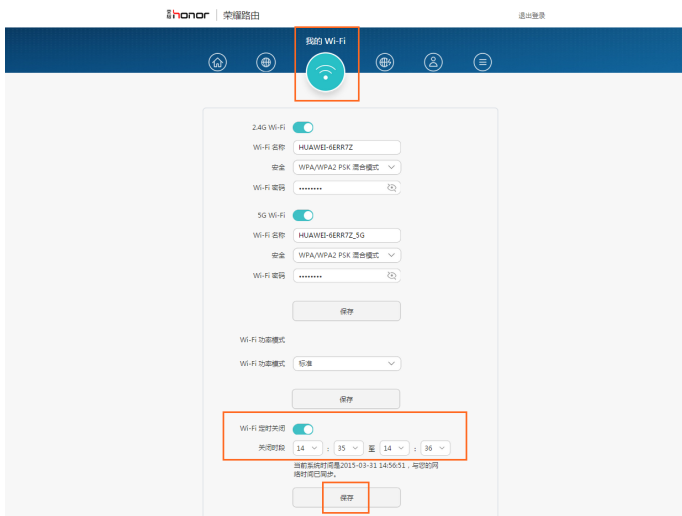 荣耀 honor | 荣耀路由 退出登录
我的 Wi-Fi
2.4G Wi-Fi
Wi-Fi 名称 HUAWEI-6ERR7Z
安全 WPA/WPA2 PSK 混合模式
Wi-Fi 密码 ••••••••
5G Wi-Fi
Wi-Fi 名称 HUAWEI-6ERR7Z_5G
安全 WPA/WPA2 PSK 混合模式
Wi-Fi 密码 ••••••••
保存
Wi-Fi 功率模式
Wi-Fi 功率模式 标准
保存
Wi-Fi 定时关闭
关闭时段 14 : 35 至 14 : 36
当前系统时间是2015-03-31 14:56:51，与您的网
络时间已同步。
保存